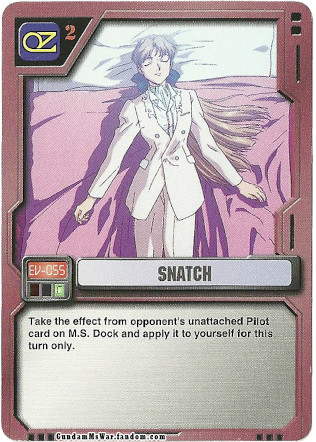 OZ
2
EV-055
C
SNATCH
Take the effect from opponent's unattached Pilot
card on M.S. Dock and apply it to yourself for this
turn only.
GundamMsWar.fandom.com